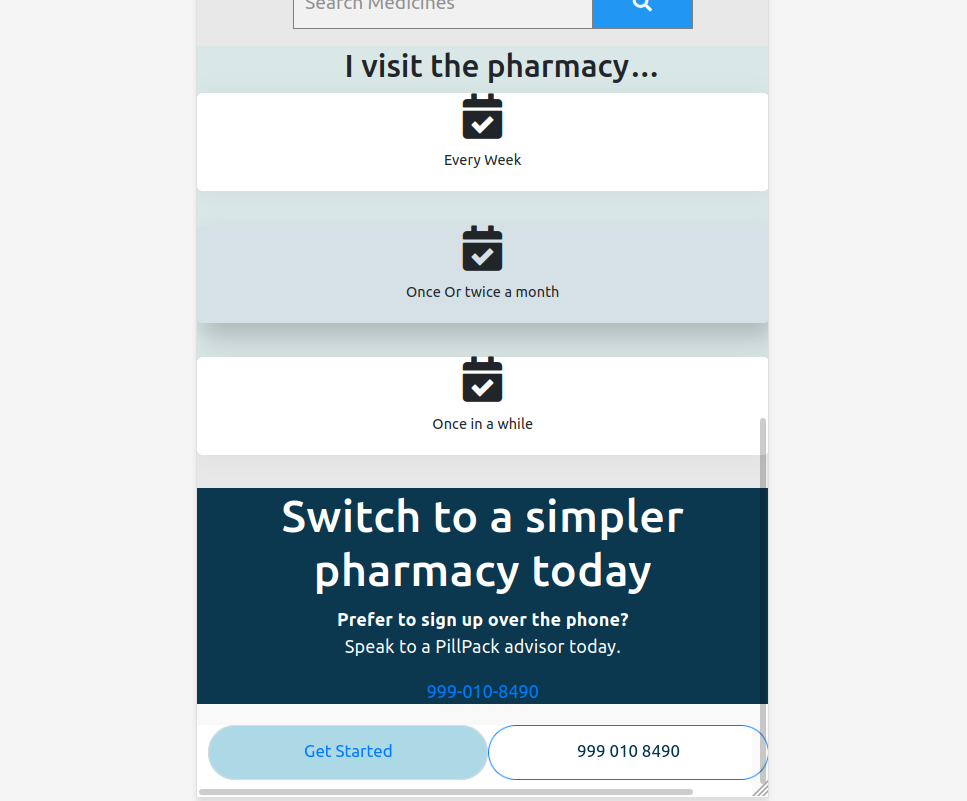 Search Medicines
I visit the pharmacy...
Every Week
Once Or twice a month
Once in a while
Switch to a simpler
pharmacy today
Prefer to sign up over the phone?
Speak to a PillPack advisor today.
999-010-8490
Get Started
999 010 8490